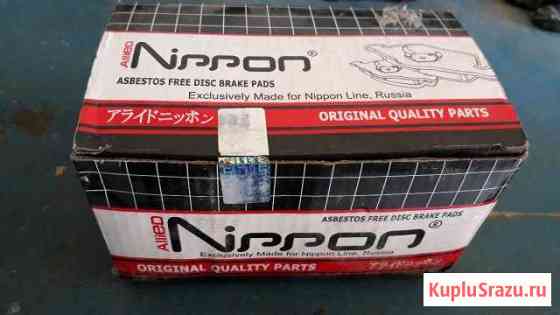 Allied Nippon®
ASBESTOS FREE DISC BRAKE PADS
Exclusively Made for Nippon Line, Russia
アライドニッホン
ORIGINAL QUALITY PARTS
ASBESTOS FREE DISC BRAKE PADS
Allied Nippon®
Exclusively Made for Nippon Line, Russia
ORIGINAL QUALITY PARTS
アライドニッホン
KupluSrazu.ru